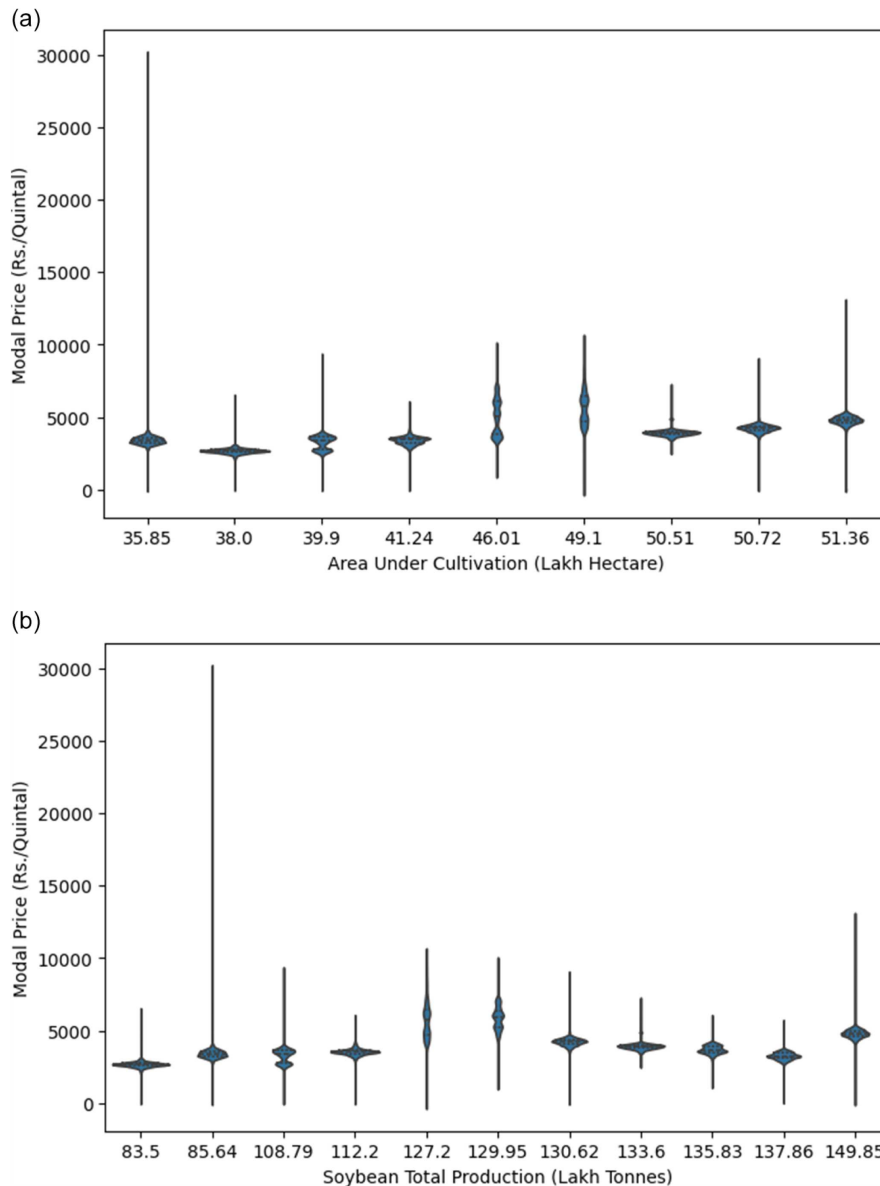 (a)
30000
25000
20000
15000
10000
5000
0
Modal Price (Rs./Quintal)
35.85 38.0 39.9 41.24 46.01 49.1 50.51 50.72 51.36
Area Under Cultivation (Lakh Hectare)
(b)
30000
25000
20000
15000
10000
5000
0
Modal Price (Rs./Quintal)
83.5 85.64 108.79 112.2 127.2 129.95 130.62 133.6 135.83 137.86 149.85
Soybean Total Production (Lakh Tonnes)